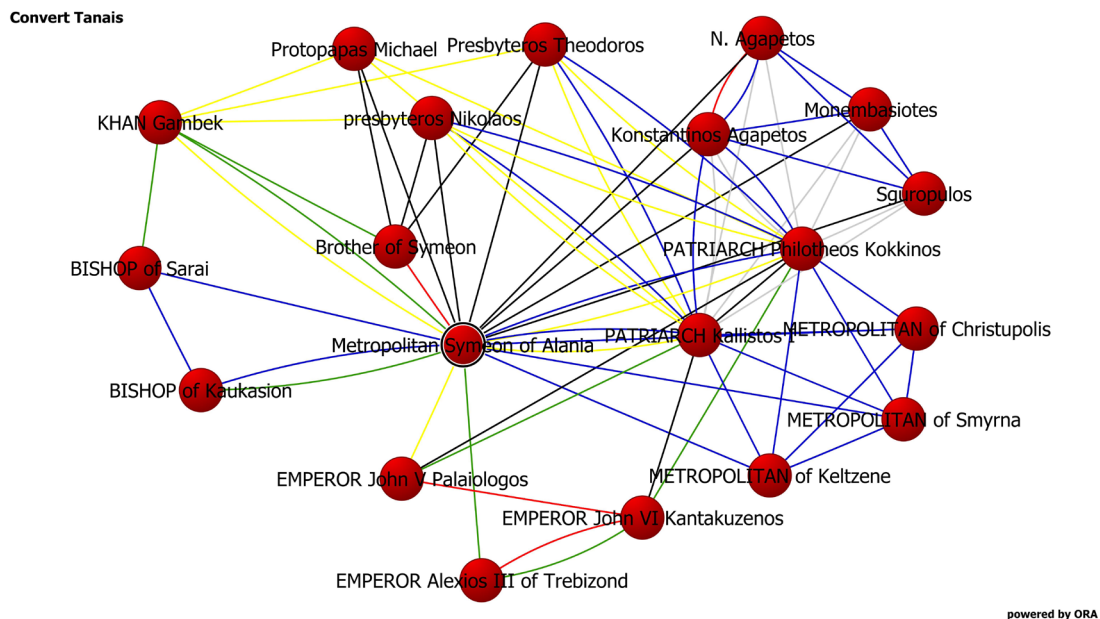 Convert Tanais
Protopapas Michael
Presbyteros Theodoros
N. Agapetos
KHAN Gambek
presbyteros Nikolaos
Monembasiotes
Konstantinos Agapetos
Sguropulos
Brother of Symeon
PATRIARCH Philotheos Kokkinos
BISHOP of Sarai
Metropolitan Symeon of Alania
PATRIARCH Kallistos I
METROPOLITAN of Christupolis
BISHOP of Kaukasion
METROPOLITAN of Smyrna
EMPEROR John V Palaiologos
METROPOLITAN of Keltzene
EMPEROR John VI Kantakuzenos
EMPEROR Alexios III of Trebizond
powered by ORA